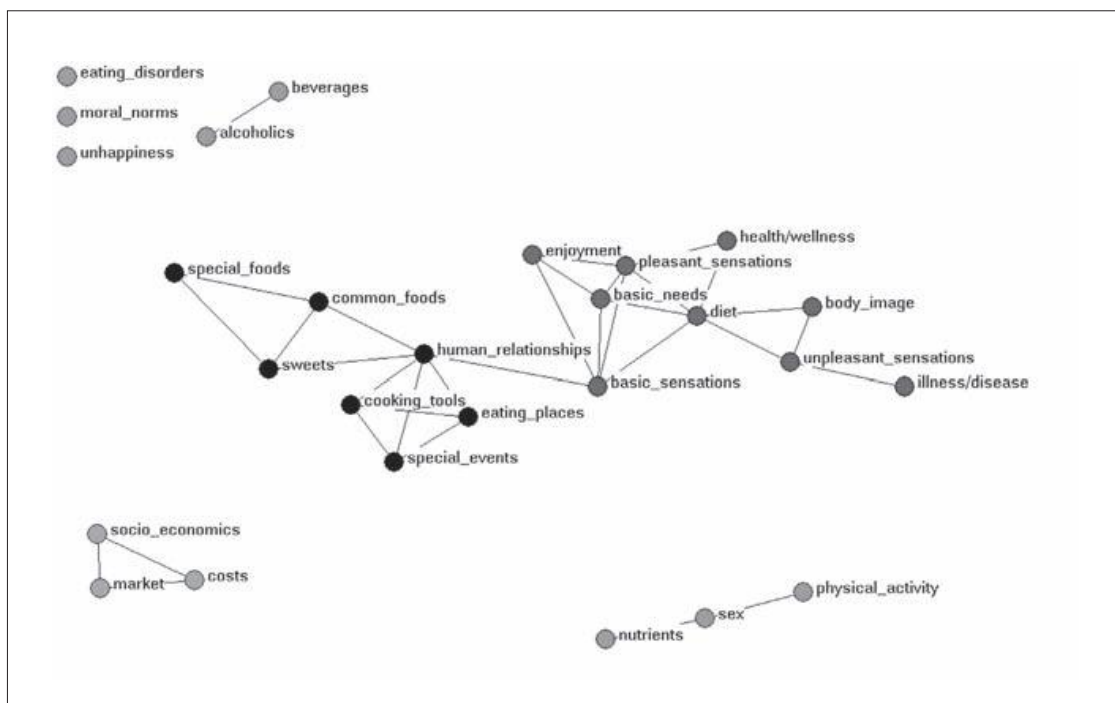 eating_disorders
beverages
moral_norms
alcoholics
unhappiness
health/wellness
enjoyment
pleasant_sensations
special_foods
basic_needs
common_foods
body_image
diet
human_relationships
unpleasant_sensations
sweets
basic_sensations
illness/disease
cooking_tools
eating_places
special_events
socio_economics
market
costs
physical_activity
sex
nutrients